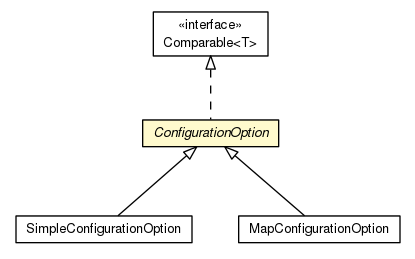 «interface»
Comparable<T>
ConfigurationOption
SimpleConfigurationOption
MapConfigurationOption